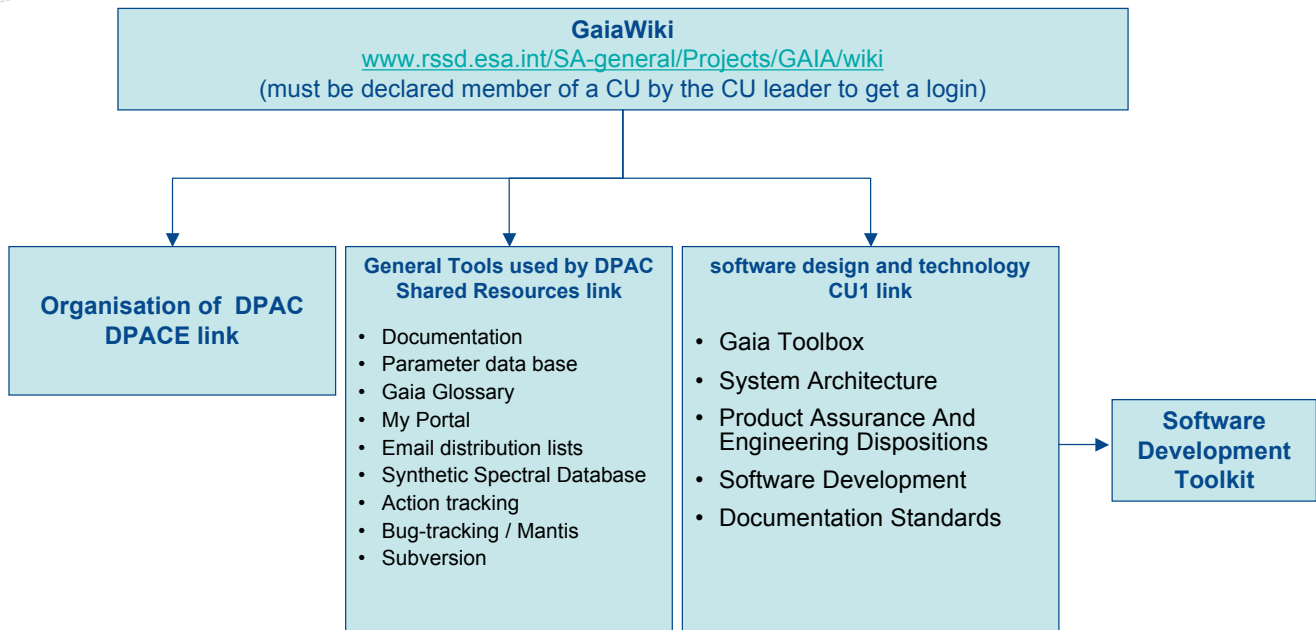 GaiaWiki
www.rssd.esa.int/SA-general/Projects/GAIA/wiki
(must be declared member of a CU by the CU leader to get a login)
Organisation of DPAC
DPACE link
General Tools used by DPAC
Shared Resources link
• Documentation
• Parameter data base
• Gaia Glossary
• My Portal
• Email distribution lists
• Synthetic Spectral Database
• Action tracking
• Bug-tracking / Mantis
• Subversion
software design and technology
CU1 link
• Gaia Toolbox
• System Architecture
• Product Assurance And
Engineering Dispositions
• Software Development
• Documentation Standards
Software
Development
Toolkit